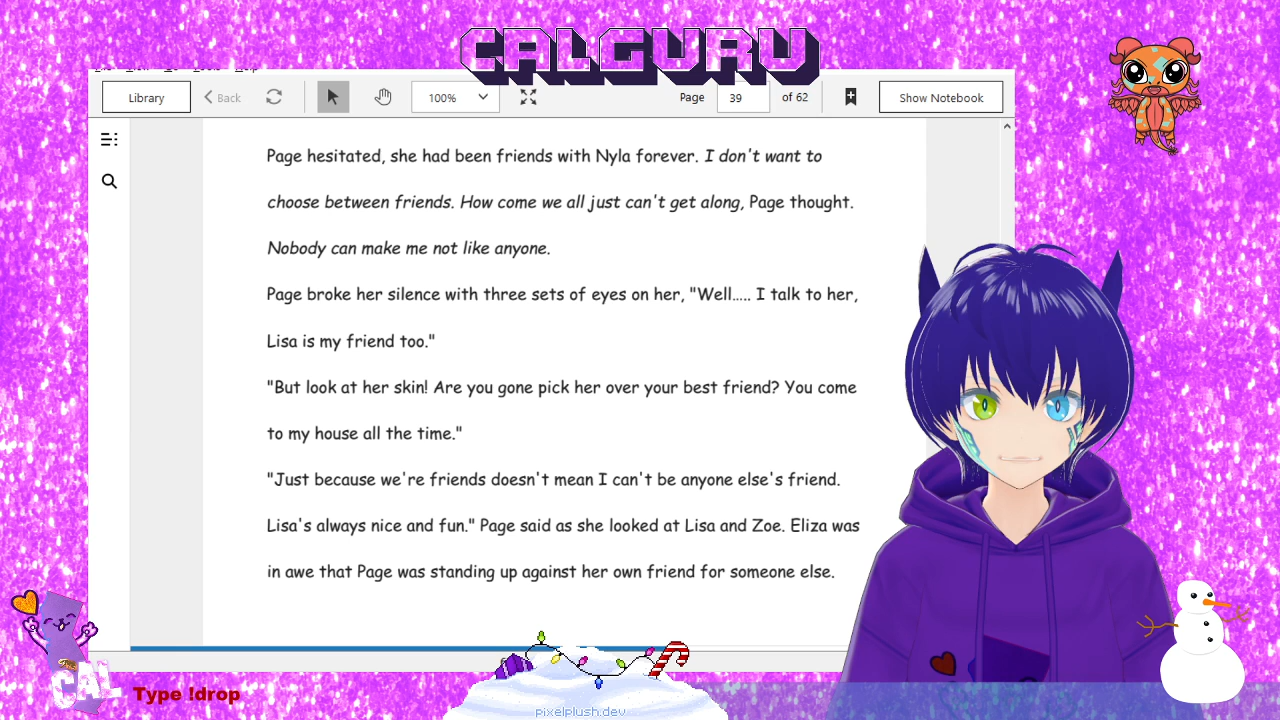 CALGURU
Library
Back
100%
Page 39 of 62
Show Notebook
Page hesitated, she had been friends with Nyla forever. I don't want to
choose between friends. How come we all just can't get along, Page thought.
Nobody can make me not like anyone.
Page broke her silence with three sets of eyes on her, "Well..... I talk to her,
Lisa is my friend too."
"But look at her skin! Are you gone pick her over your best friend? You come
to my house all the time."
"Just because we're friends doesn't mean I can't be anyone else's friend.
Lisa's always nice and fun." Page said as she looked at Lisa and Zoe. Eliza was
in awe that Page was standing up against her own friend for someone else.
CAL
Type !drop
pixelplush.dev